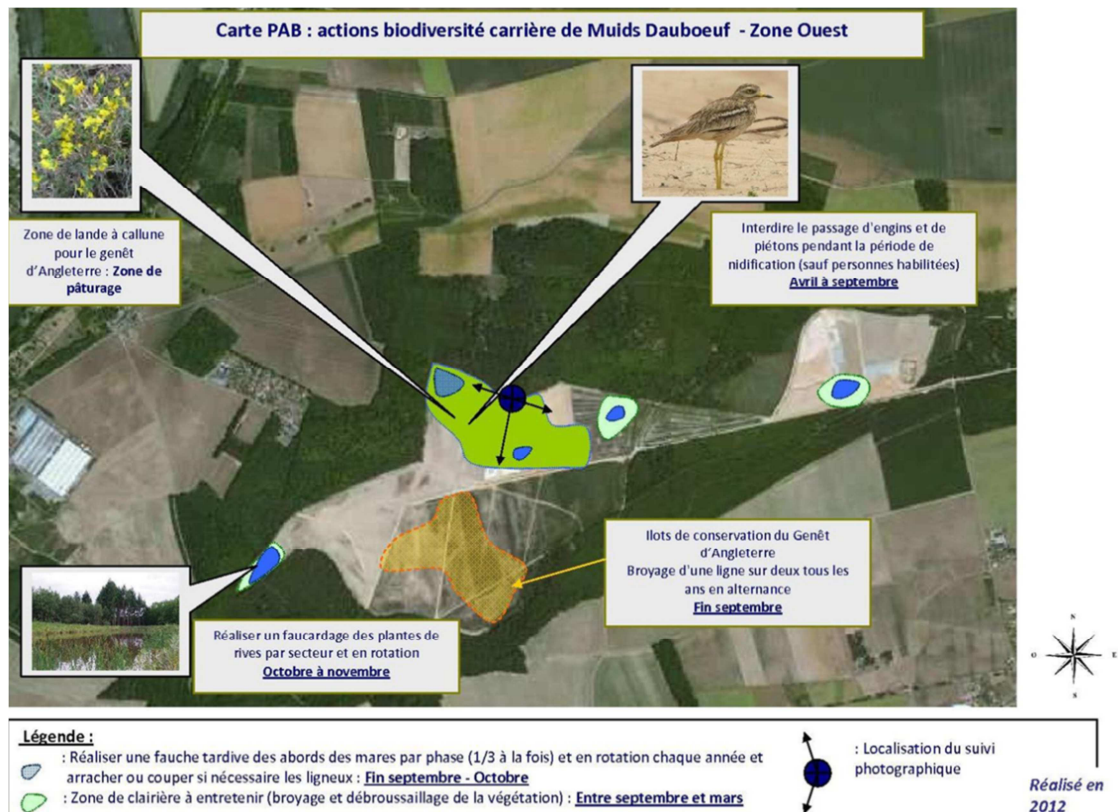 Carte PAB : actions biodiversité carrière de Muids Dauboeuf - Zone Ouest
Zone de lande à callune
pour le genêt
d'Angleterre : Zone de
pâturage
Interdire le passage d'engins et de
piétons pendant la période de
nidification (sauf personnes habilitées)
Avril à septembre
Ilots de conservation du Genêt
d'Angleterre
Broyage d'une ligne sur deux tous les
ans en alternance
Fin septembre
Réaliser un faucardage des plantes de
rives par secteur et en rotation
Octobre à novembre
N
O E
S
Légende :
: Réaliser une fauche tardive des abords des mares par phase (1/3 à la fois) et en rotation chaque année et
arracher ou couper si nécessaire les ligneux : Fin septembre - Octobre
: Zone de clairière à entretenir (broyage et débroussaillage de la végétation) : Entre septembre et mars
: Localisation du suivi
photographique
Réalisé en
2012